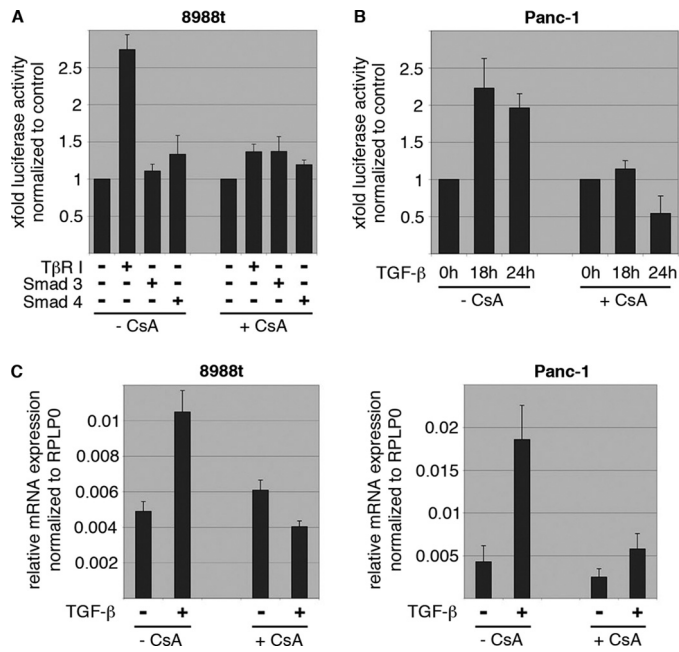 A
8988t
xfold luciferase activity
normalized to control
2.5
2
1.5
1
0.5
TβR I - + - - - + - -
Smad 3 - - + - - - + -
Smad 4 - - - + - - - +
- CsA + CsA
B
Panc-1
xfold luciferase activity
normalized to control
2.5
2
1.5
1
0.5
TGF-β 0h 18h 24h 0h 18h 24h
- CsA + CsA
C
8988t
relative mRNA expression
normalized to RPLP0
0.01
0.008
0.006
0.004
0.002
TGF-β - + - +
- CsA + CsA
Panc-1
relative mRNA expression
normalized to RPLP0
0.02
0.015
0.01
0.005
TGF-β - + - +
- CsA + CsA